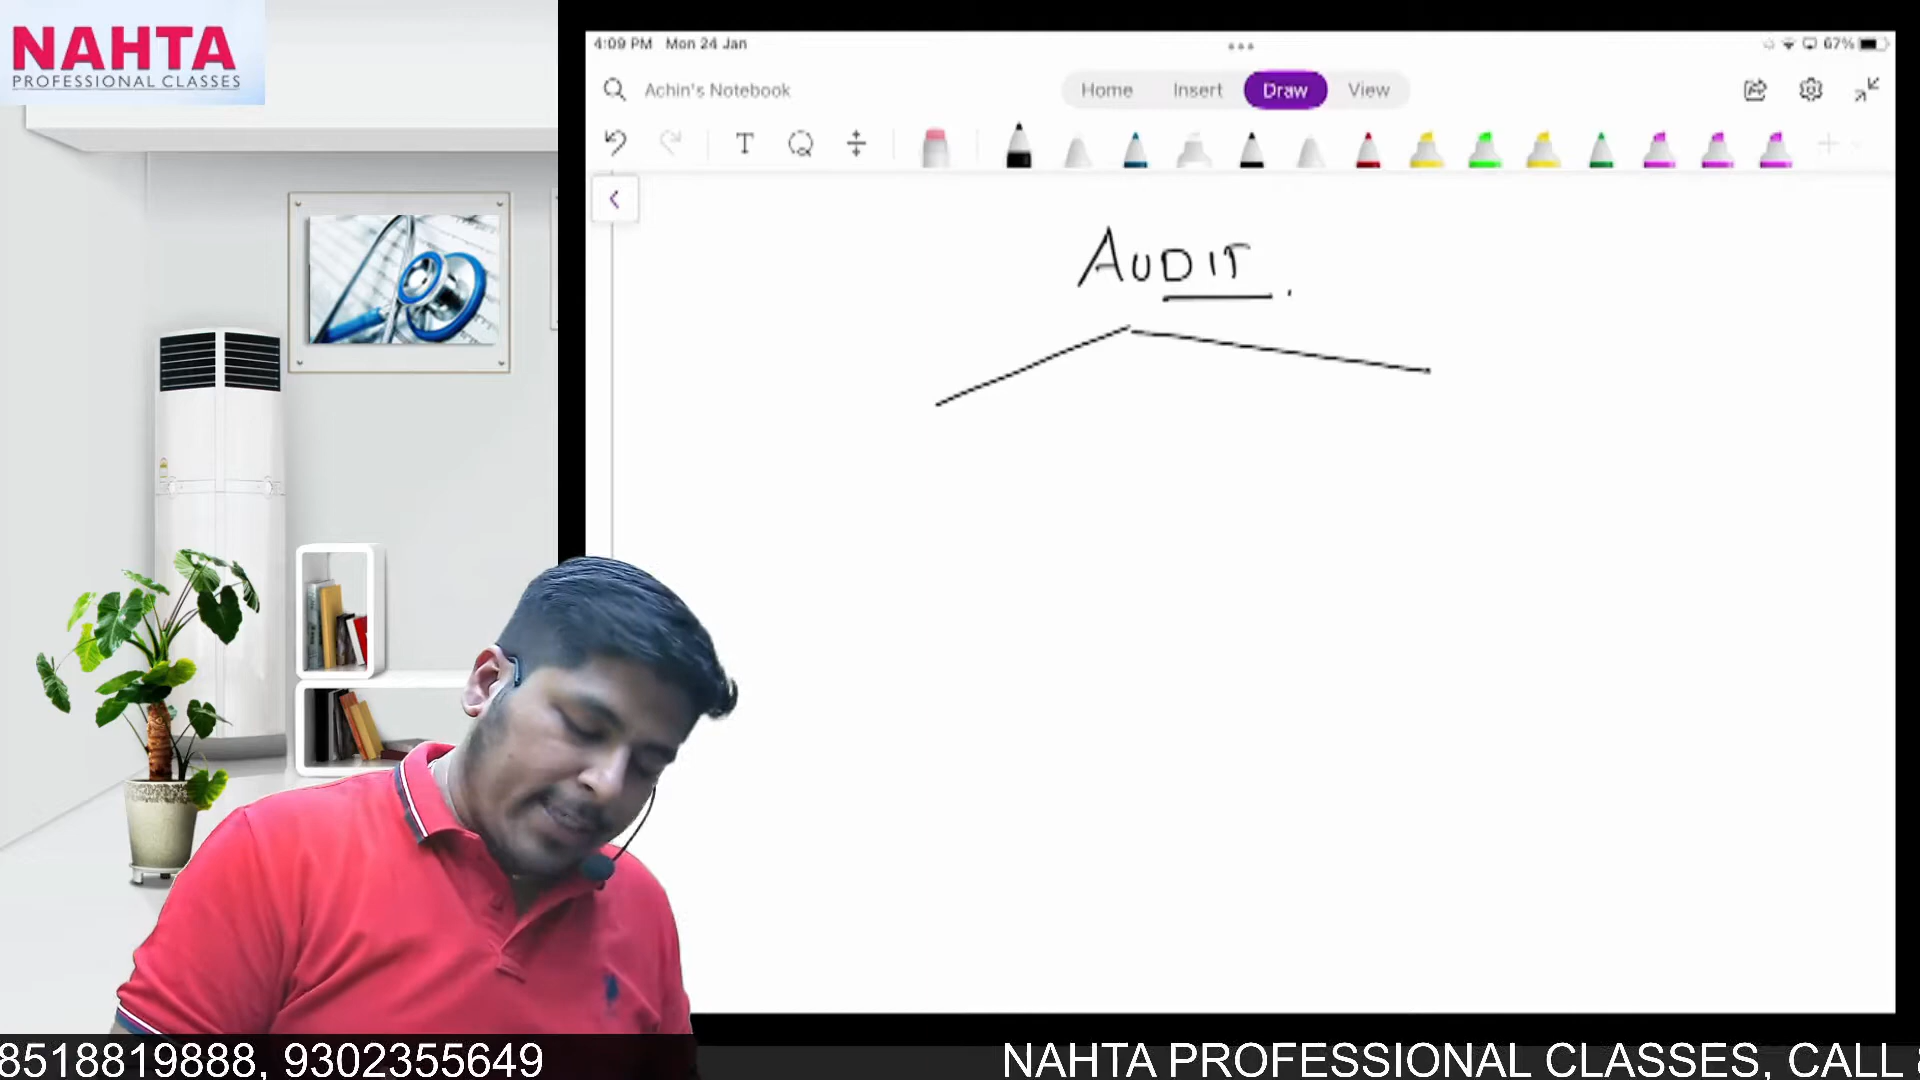 NAHTA
PROFESSIONAL CLASSES
4:09 PM Mon 24 Jan
67%
Achin's Notebook
Home
Insert
Draw
View
T
AUDIT.
8518819888, 9302355649
NAHTA PROFESSIONAL CLASSES, CALL